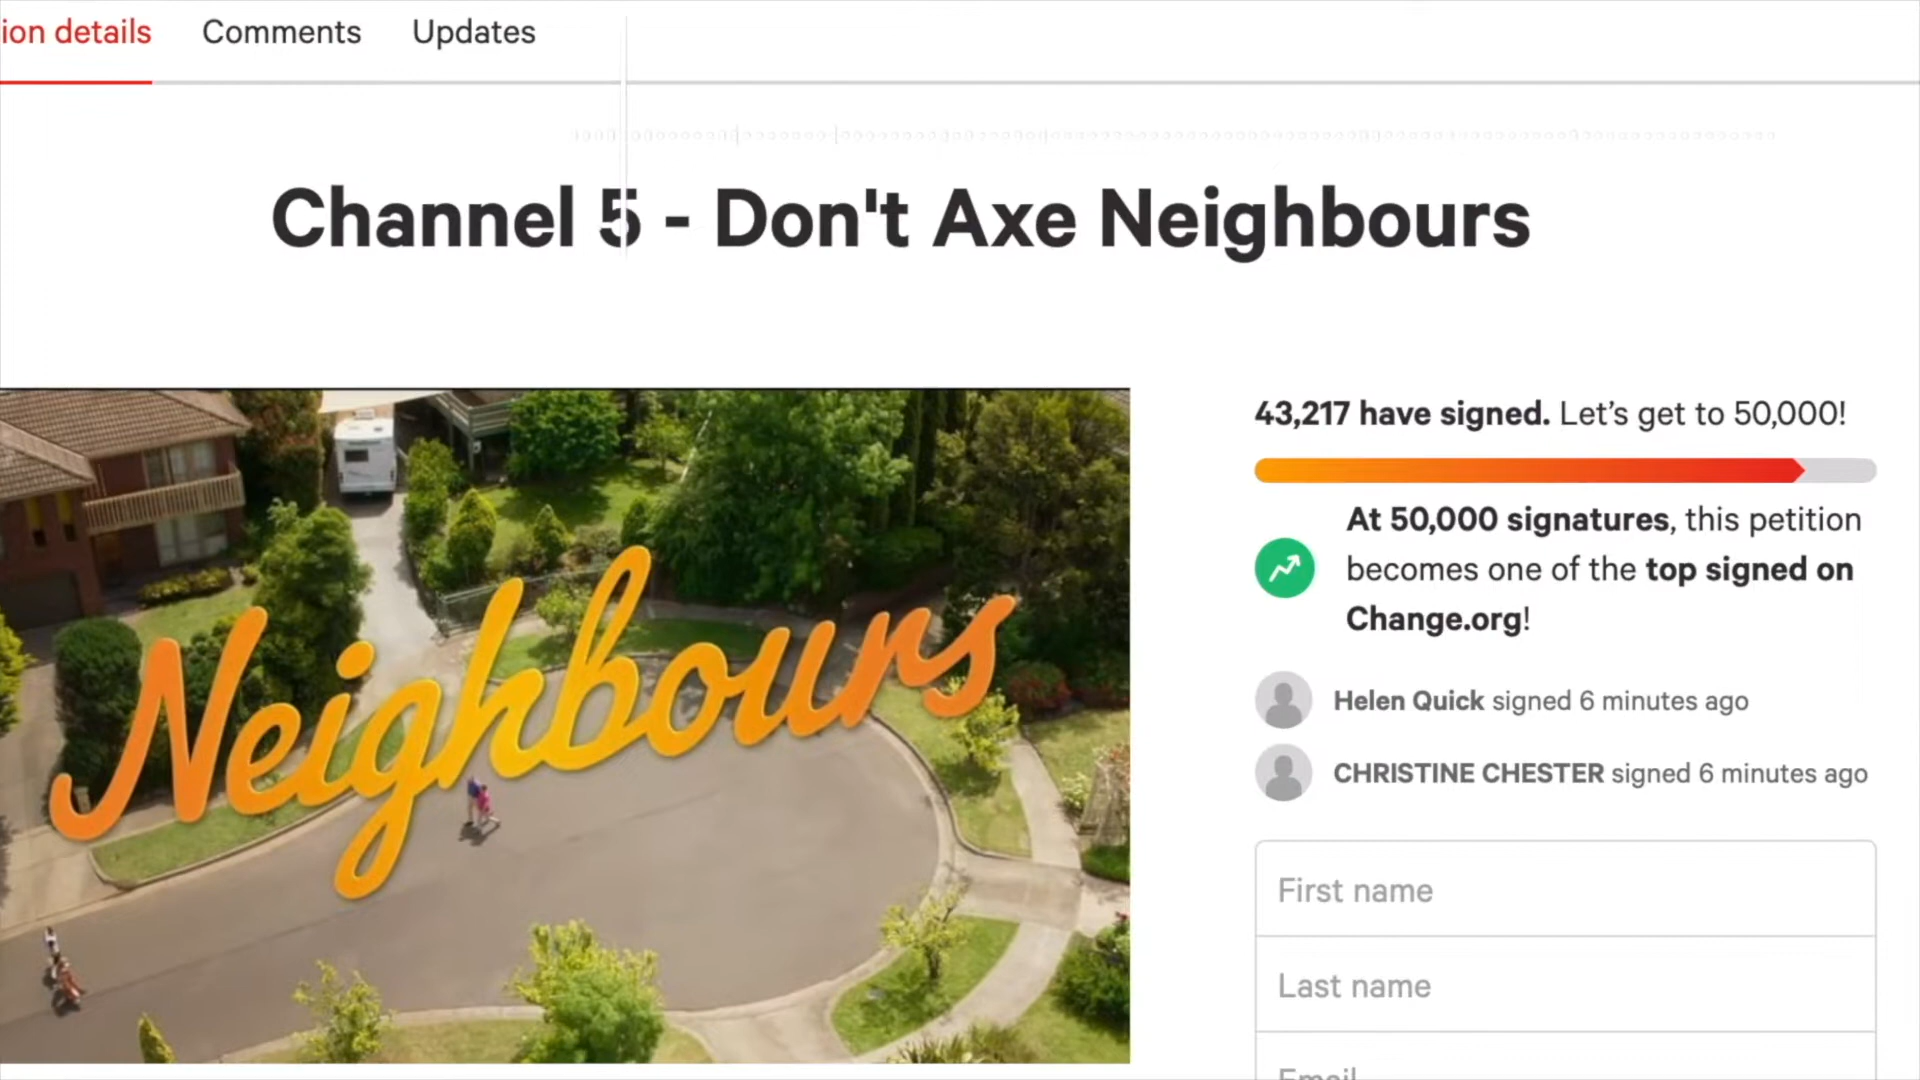 ion details Comments Updates
Channel 5 - Don't Axe Neighbours
Neighbours
43,217 have signed. Let’s get to 50,000!
At 50,000 signatures, this petition
becomes one of the top signed on
Change.org!
Helen Quick signed 6 minutes ago
CHRISTINE CHESTER signed 6 minutes ago
First name
Last name
Email